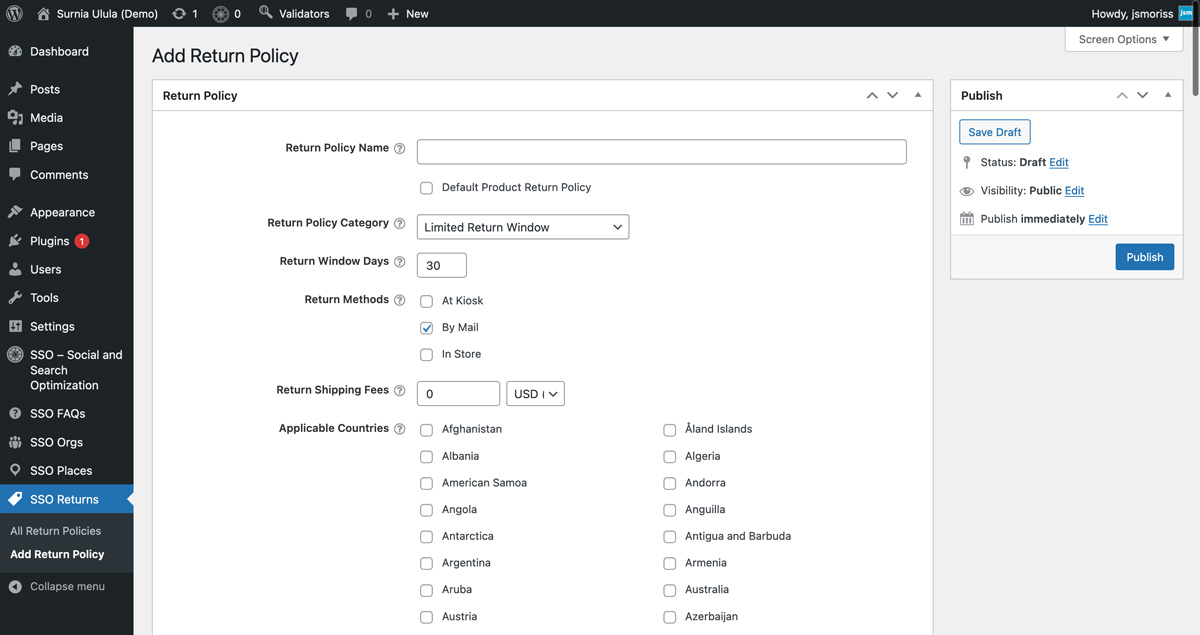 Surnia Ulula (Demo) 1 0 Validators 0 New Howdy, jsmoriss jsm
Screen Options
Dashboard
Posts
Media
Pages
Comments
Appearance
Plugins 1
Users
Tools
Settings
SSO – Social and
Search
Optimization
SSO FAQs
SSO Orgs
SSO Places
SSO Returns
All Return Policies
Add Return Policy
Collapse menu
Add Return Policy
Return Policy
Return Policy Name ?
Default Product Return Policy
Return Policy Category ? Limited Return Window
Return Window Days ? 30
Return Methods ? At Kiosk
By Mail
In Store
Return Shipping Fees ? 0 USD (
Applicable Countries ? Afghanistan Åland Islands
Albania Algeria
American Samoa Andorra
Angola Anguilla
Antarctica Antigua and Barbuda
Argentina Armenia
Aruba Australia
Austria Azerbaijan
Publish
Save Draft
Status: Draft Edit
Visibility: Public Edit
Publish immediately Edit
Publish